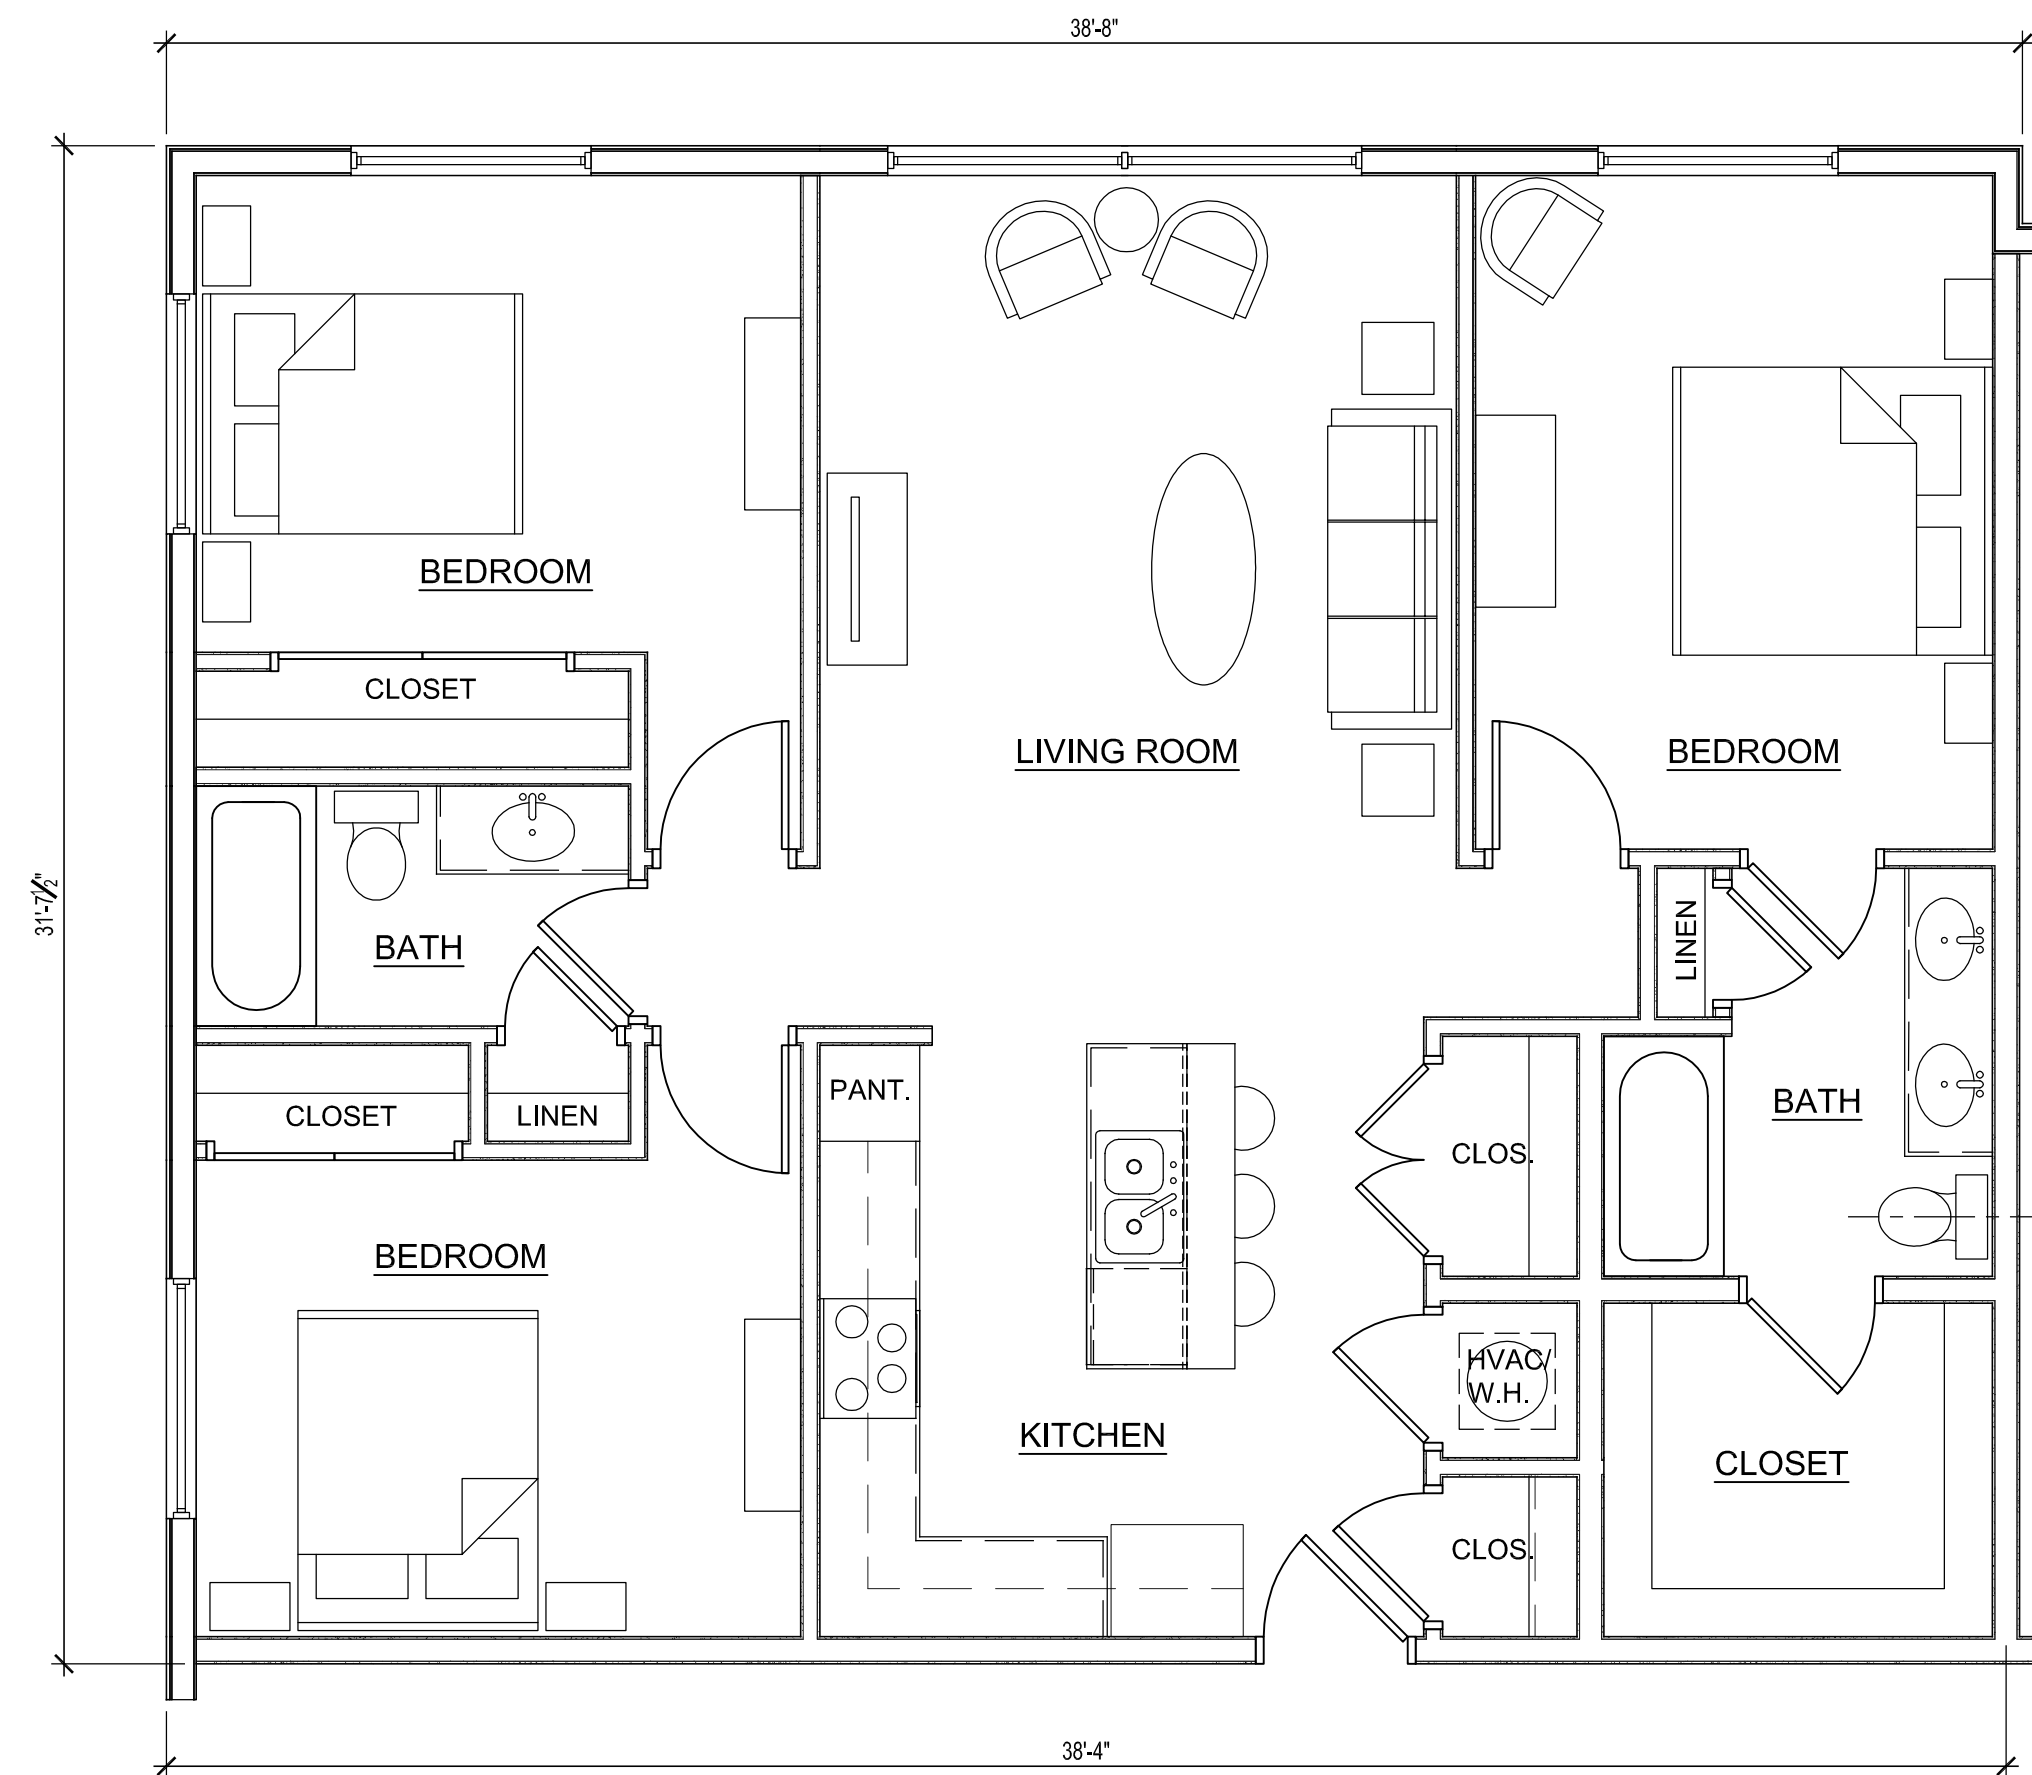 38'-8"
BEDROOM
CLOSET
LIVING ROOM
BEDROOM
31'-7½"
BATH
LINEN
PANT.
CLOSET
LINEN
BATH
CLOS.
BEDROOM
HVAC/
W.H.
KITCHEN
CLOSET
CLOS.
38'-4"